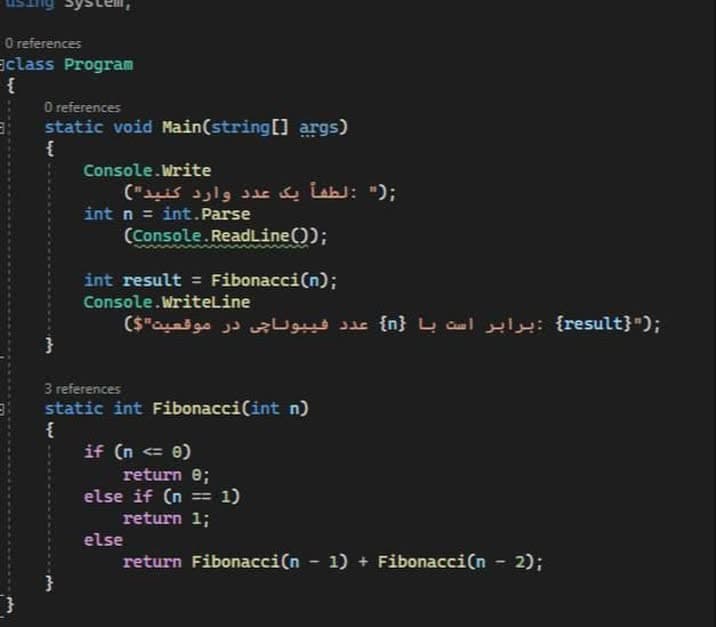 using System;
0 references
class Program
{
0 references
static void Main(string[] args)
{
Console.Write
("لطفاً یک عدد وارد کنید: ");
int n = int.Parse
(Console.ReadLine());
int result = Fibonacci(n);
Console.WriteLine
($"عدد فیبوناچی در موقعیت {n} برابر است با: {result}");
}
3 references
static int Fibonacci(int n)
{
if (n <= 0)
return 0;
else if (n == 1)
return 1;
else
return Fibonacci(n - 1) + Fibonacci(n - 2);
}
}